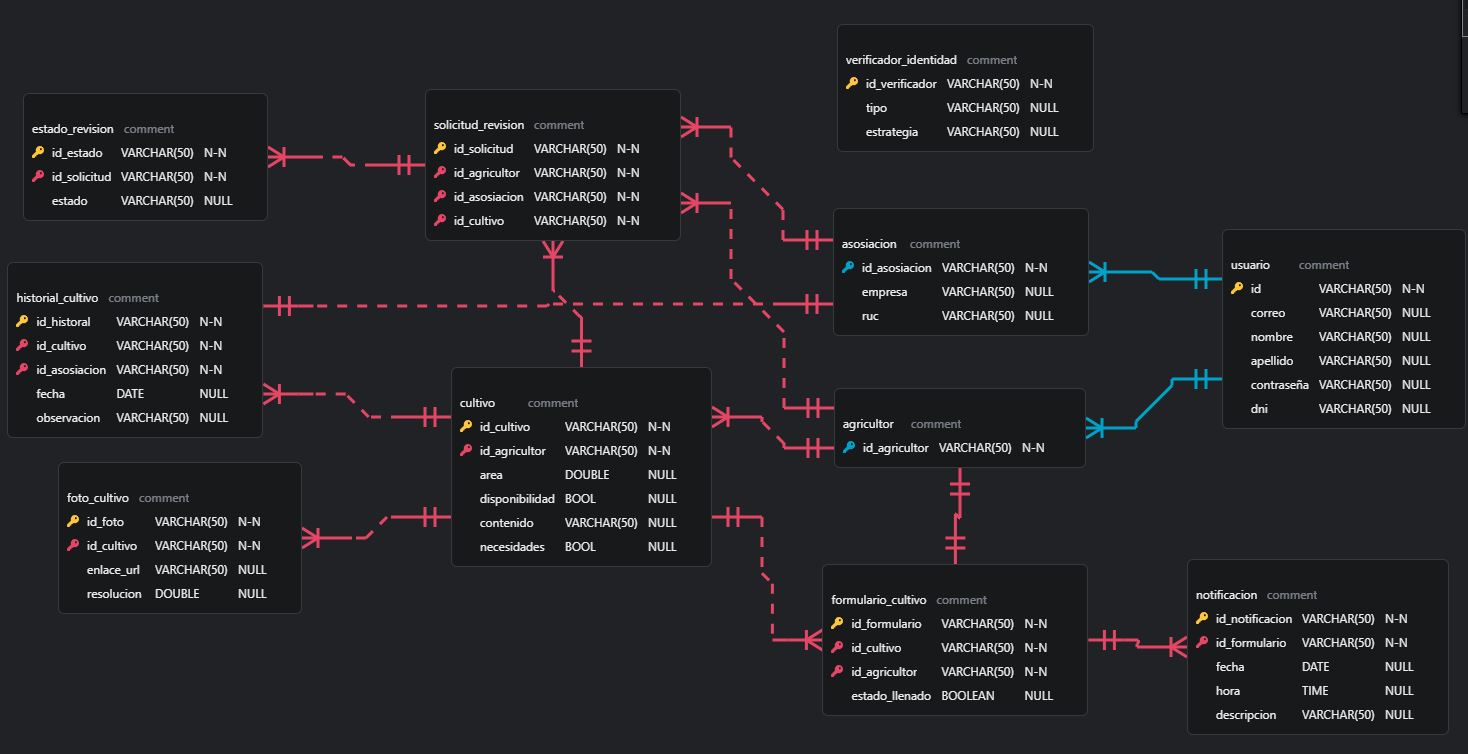 verificador_identidad comment
id_verificador VARCHAR(50) N-N
tipo VARCHAR(50) NULL
estrategia VARCHAR(50) NULL
estado_revision comment
id_estado VARCHAR(50) N-N
id_solicitud VARCHAR(50) N-N
estado VARCHAR(50) NULL
solicitud_revision comment
id_solicitud VARCHAR(50) N-N
id_agricultor VARCHAR(50) N-N
id_asosiacion VARCHAR(50) N-N
id_cultivo VARCHAR(50) N-N
asosiacion comment
id_asosiacion VARCHAR(50) N-N
empresa VARCHAR(50) NULL
ruc VARCHAR(50) NULL
usuario comment
id VARCHAR(50) N-N
correo VARCHAR(50) NULL
nombre VARCHAR(50) NULL
apellido VARCHAR(50) NULL
contraseña VARCHAR(50) NULL
dni VARCHAR(50) NULL
historial_cultivo comment
id_historal VARCHAR(50) N-N
id_cultivo VARCHAR(50) N-N
id_asosiacion VARCHAR(50) N-N
fecha DATE NULL
observacion VARCHAR(50) NULL
cultivo comment
id_cultivo VARCHAR(50) N-N
id_agricultor VARCHAR(50) N-N
area DOUBLE NULL
disponibilidad BOOL NULL
contenido VARCHAR(50) NULL
necesidades BOOL NULL
agricultor comment
id_agricultor VARCHAR(50) N-N
foto_cultivo comment
id_foto VARCHAR(50) N-N
id_cultivo VARCHAR(50) N-N
enlace_url VARCHAR(50) NULL
resolucion DOUBLE NULL
formulario_cultivo comment
id_formulario VARCHAR(50) N-N
id_cultivo VARCHAR(50) N-N
id_agricultor VARCHAR(50) N-N
estado_llenado BOOLEAN NULL
notificacion comment
id_notificacion VARCHAR(50) N-N
id_formulario VARCHAR(50) N-N
fecha DATE NULL
hora TIME NULL
descripcion VARCHAR(50) NULL